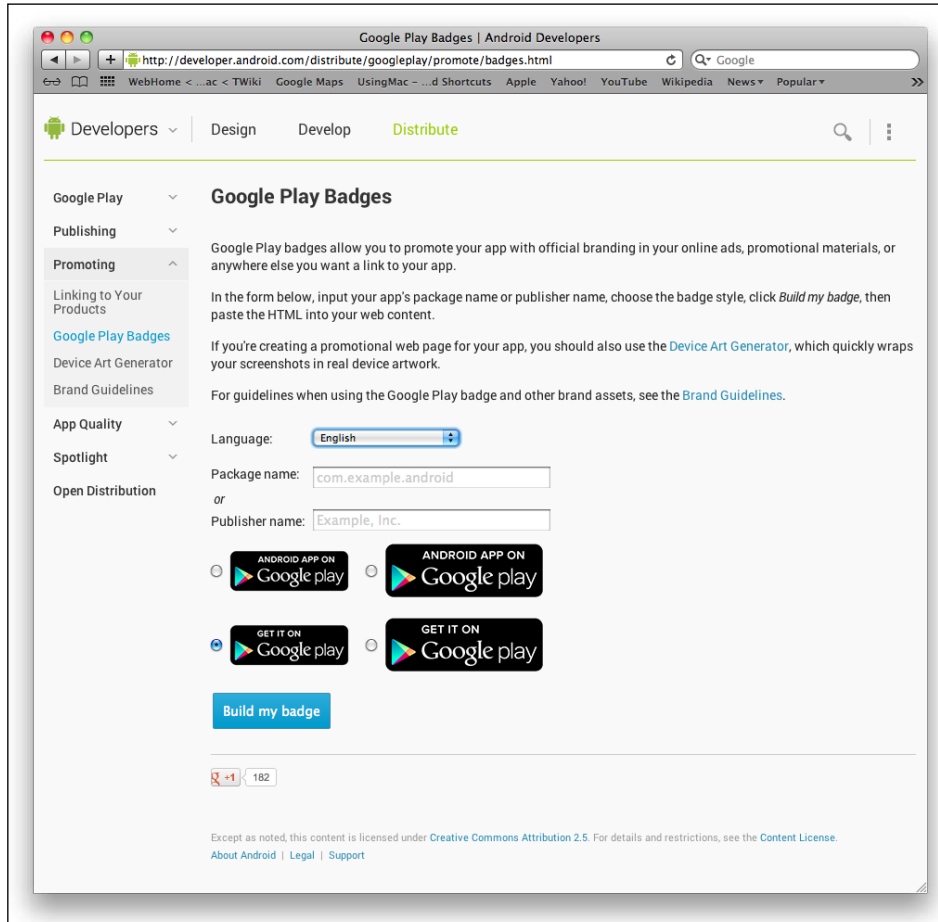 Google Play Badges | Android Developers
http://developer.android.com/distribute/googleplay/promote/badges.html
Google
WebHome < ...ac < TWiki Google Maps UsingMac – ...d Shortcuts Apple Yahoo! YouTube Wikipedia News Popular
Developers
Design
Develop
Distribute
Google Play
Publishing
Promoting
Linking to Your
Products
Google Play Badges
Device Art Generator
Brand Guidelines
App Quality
Spotlight
Open Distribution
Google Play Badges
Google Play badges allow you to promote your app with official branding in your online ads, promotional materials, or
anywhere else you want a link to your app.
In the form below, input your app's package name or publisher name, choose the badge style, click Build my badge, then
paste the HTML into your web content.
If you're creating a promotional web page for your app, you should also use the Device Art Generator, which quickly wraps
your screenshots in real device artwork.
For guidelines when using the Google Play badge and other brand assets, see the Brand Guidelines.
Language: English
Package name: com.example.android
or
Publisher name: Example, Inc.
ANDROID APP ON
Google play
ANDROID APP ON
Google play
GET IT ON
Google play
GET IT ON
Google play
Build my badge
g +1 182
Except as noted, this content is licensed under Creative Commons Attribution 2.5. For details and restrictions, see the Content License.
About Android | Legal | Support